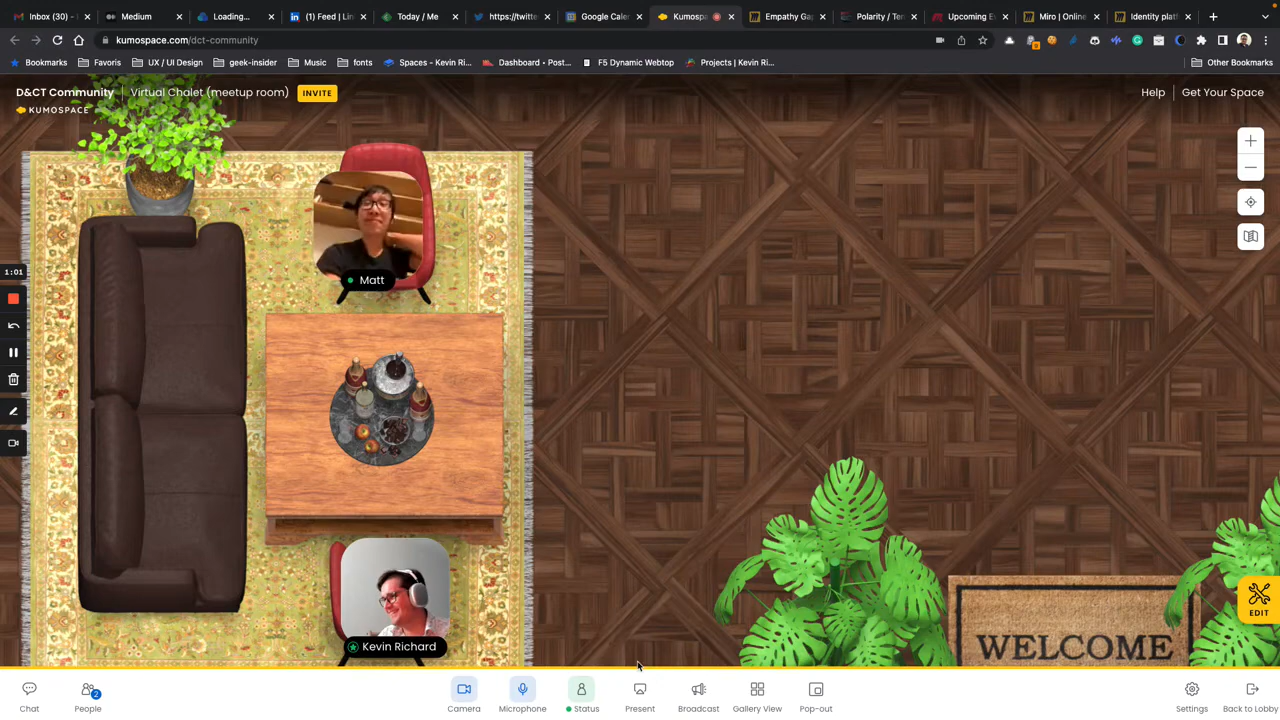 Inbox (30) -
Medium
Loading...
(1) Feed | Lin
Today / Me
https://twitte
Google Caler
Kumospa
Empathy Ga
Polarity / Ten
Upcoming E
Miro | Online
Identity platf
kumospace.com/dct-community
Bookmarks
Favoris
UX / UI Design
geek-insider
Music
fonts
Spaces - Kevin Ri...
Dashboard • Post...
F5 Dynamic Webtop
Projects | Kevin Ri...
Other Bookmarks
D&CT Community
Virtual Chalet (meetup room)
INVITE
KUMOSPACE
Help
Get Your Space
Matt
1:01
Kevin Richard
WELCOME
EDIT
Chat
2
People
Camera
Microphone
Status
Present
Broadcast
Gallery View
Pop-out
Settings
Back to Lobby